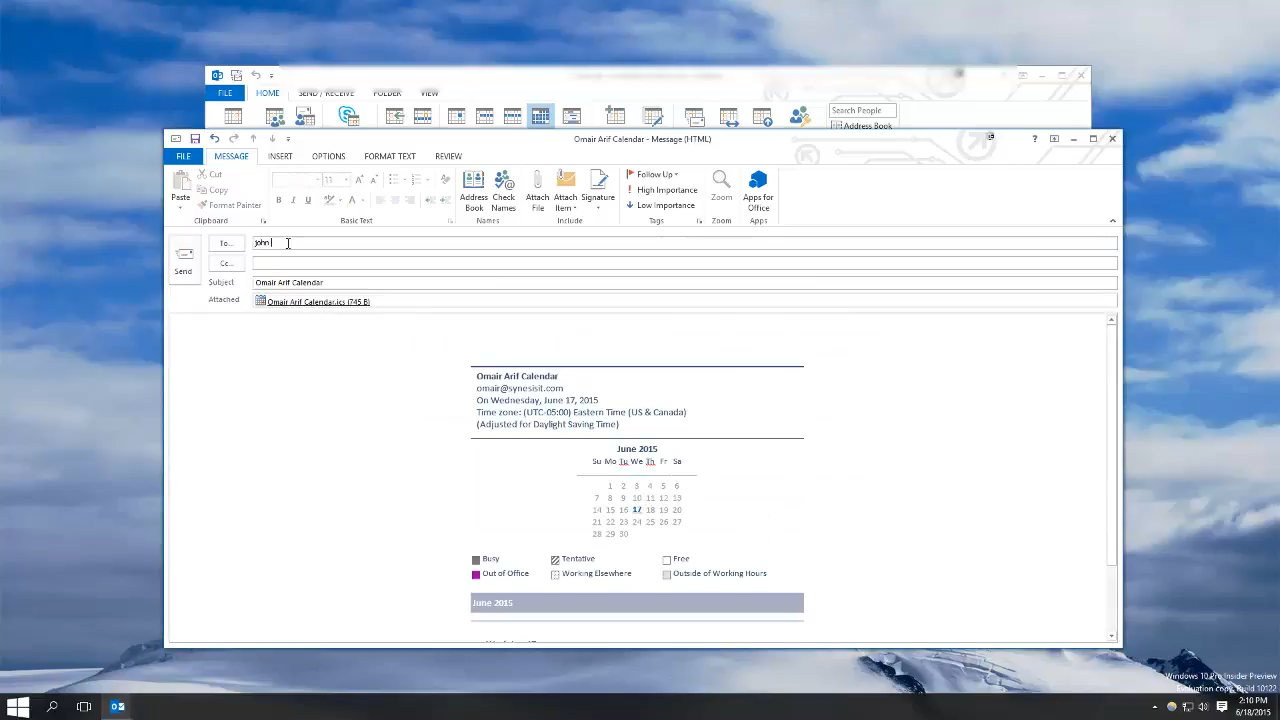 FILE HOME SEND / RECEIVE FOLDER VIEW
Search People
Address Book
Omair Arif Calendar - Message (HTML)
?
FILE MESSAGE INSERT OPTIONS FORMAT TEXT REVIEW
Paste
Cut
Copy
Format Painter
Clipboard
11
B I U
Basic Text
Address Book
Check Names
Names
Attach File
Attach Item
Signature
Include
Follow Up
High Importance
Low Importance
Tags
Zoom
Zoom
Apps for Office
Apps
Send
To...
john
Cc...
Subject
Omair Arif Calendar
Attached
Omair Arif Calendar.ics (745 B)
Omair Arif Calendar
omair@synesisit.com
On Wednesday, June 17, 2015
Time zone: (UTC-05:00) Eastern Time (US & Canada)
(Adjusted for Daylight Saving Time)
June 2015
Su Mo Tu We Th Fr Sa
1 2 3 4 5 6
7 8 9 10 11 12 13
14 15 16 17 18 19 20
21 22 23 24 25 26 27
28 29 30
Busy Tentative Free
Out of Office Working Elsewhere Outside of Working Hours
June 2015
Windows 10 Pro Insider Preview
Evaluation copy. Build 10122
2:10 PM
6/18/2015